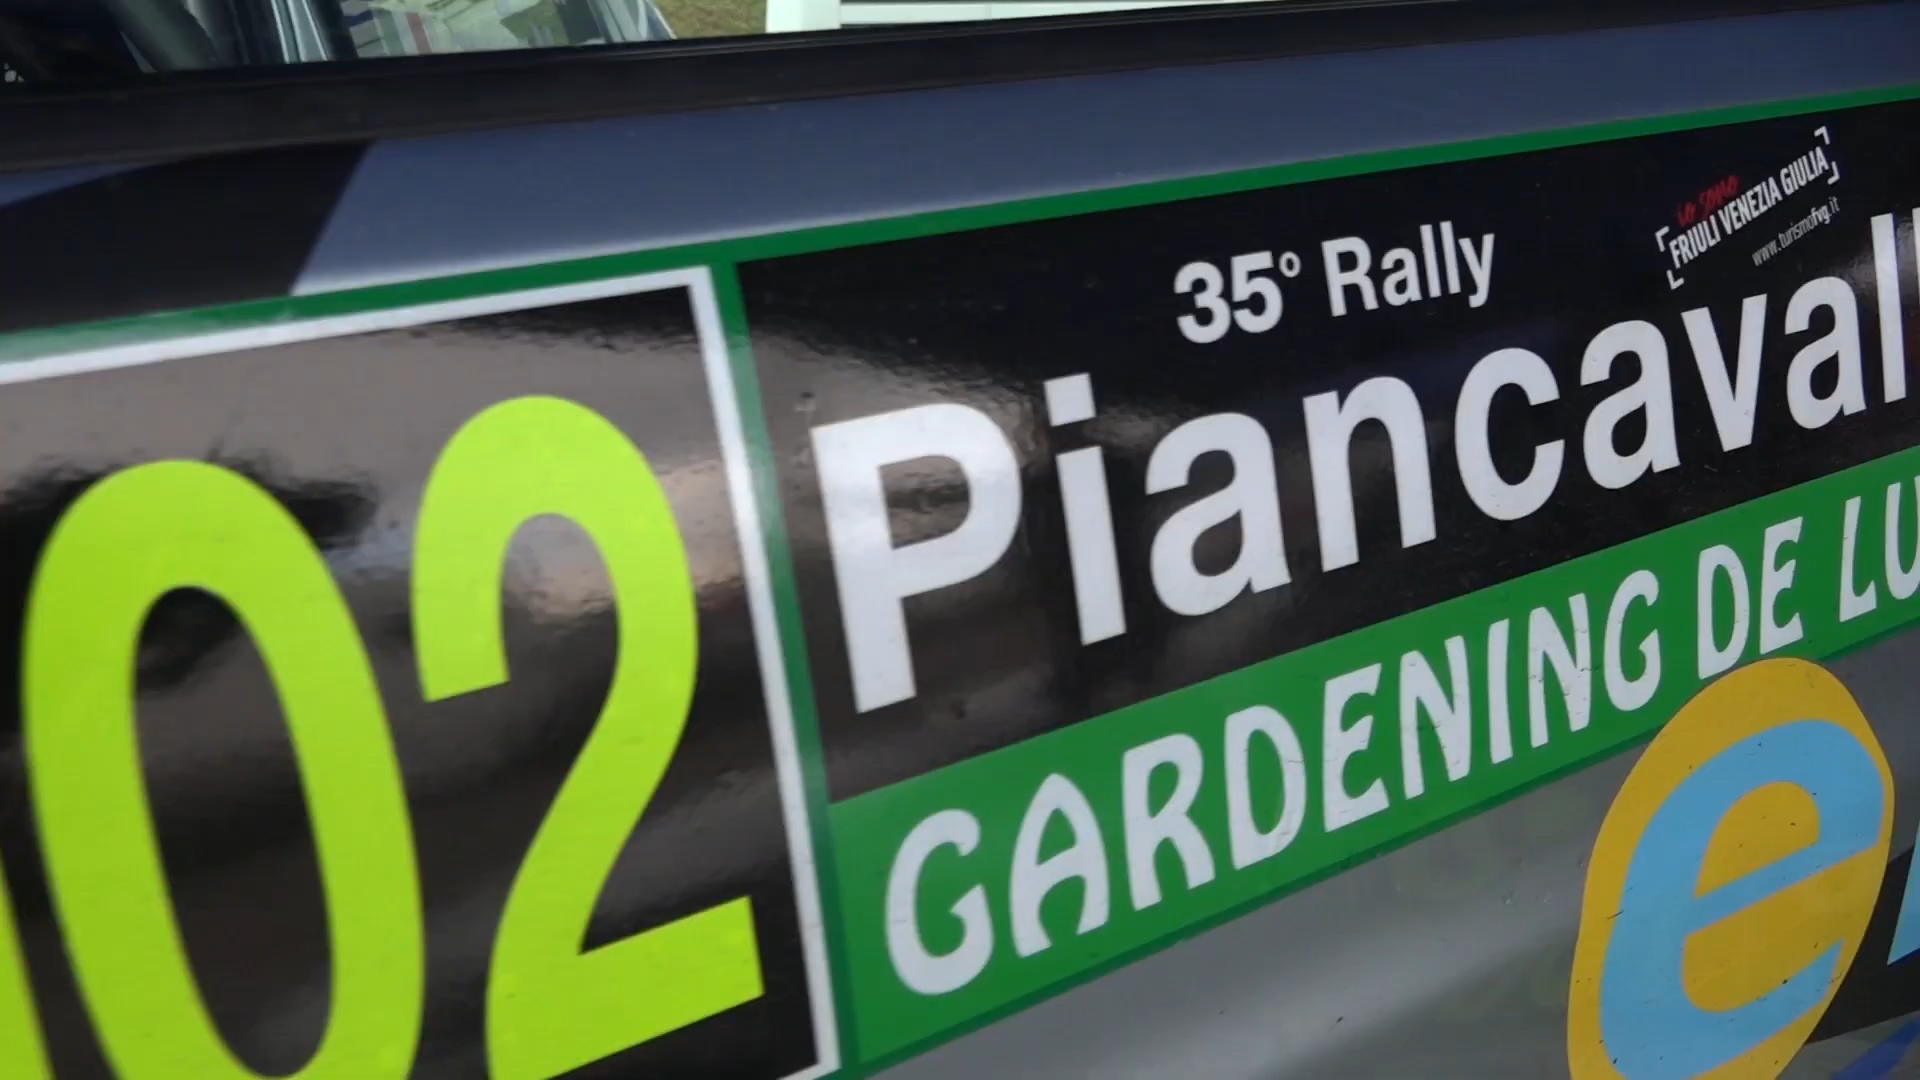 02
35° Rally
io sono
FRIULI VENEZIA GIULIA
www.turismofvg.it
Piancavall
GARDENING DE LU
e